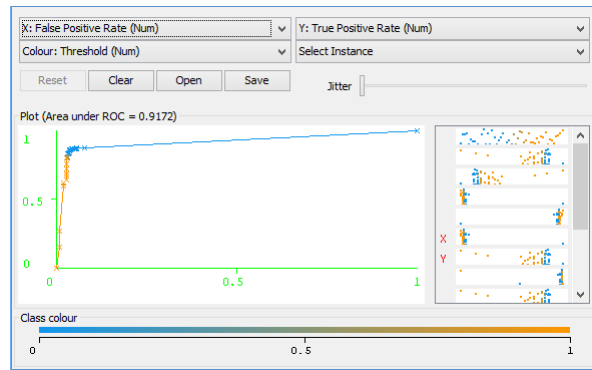 X: False Positive Rate (Num)
Y: True Positive Rate (Num)
Colour: Threshold (Num)
Select Instance
Reset
Clear
Open
Save
Jitter
Plot (Area under ROC = 0.9172)
1
0.5
0
0
0.5
1
X
Y
Class colour
0
0.5
1